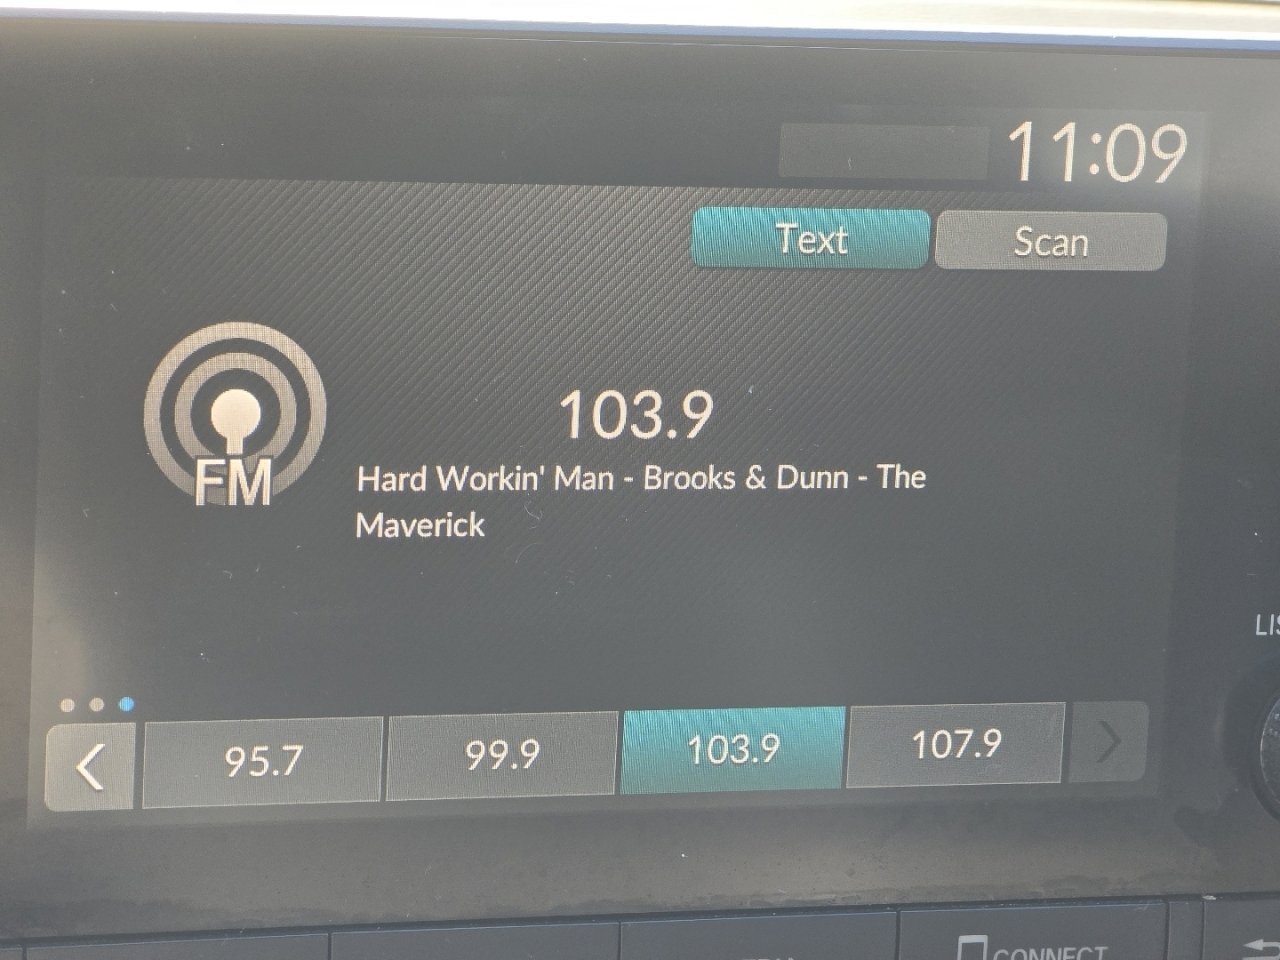 11:09
Text Scan
FM
103.9
Hard Workin' Man - Brooks & Dunn - The
Maverick
95.7 99.9 103.9 107.9
CONNECT